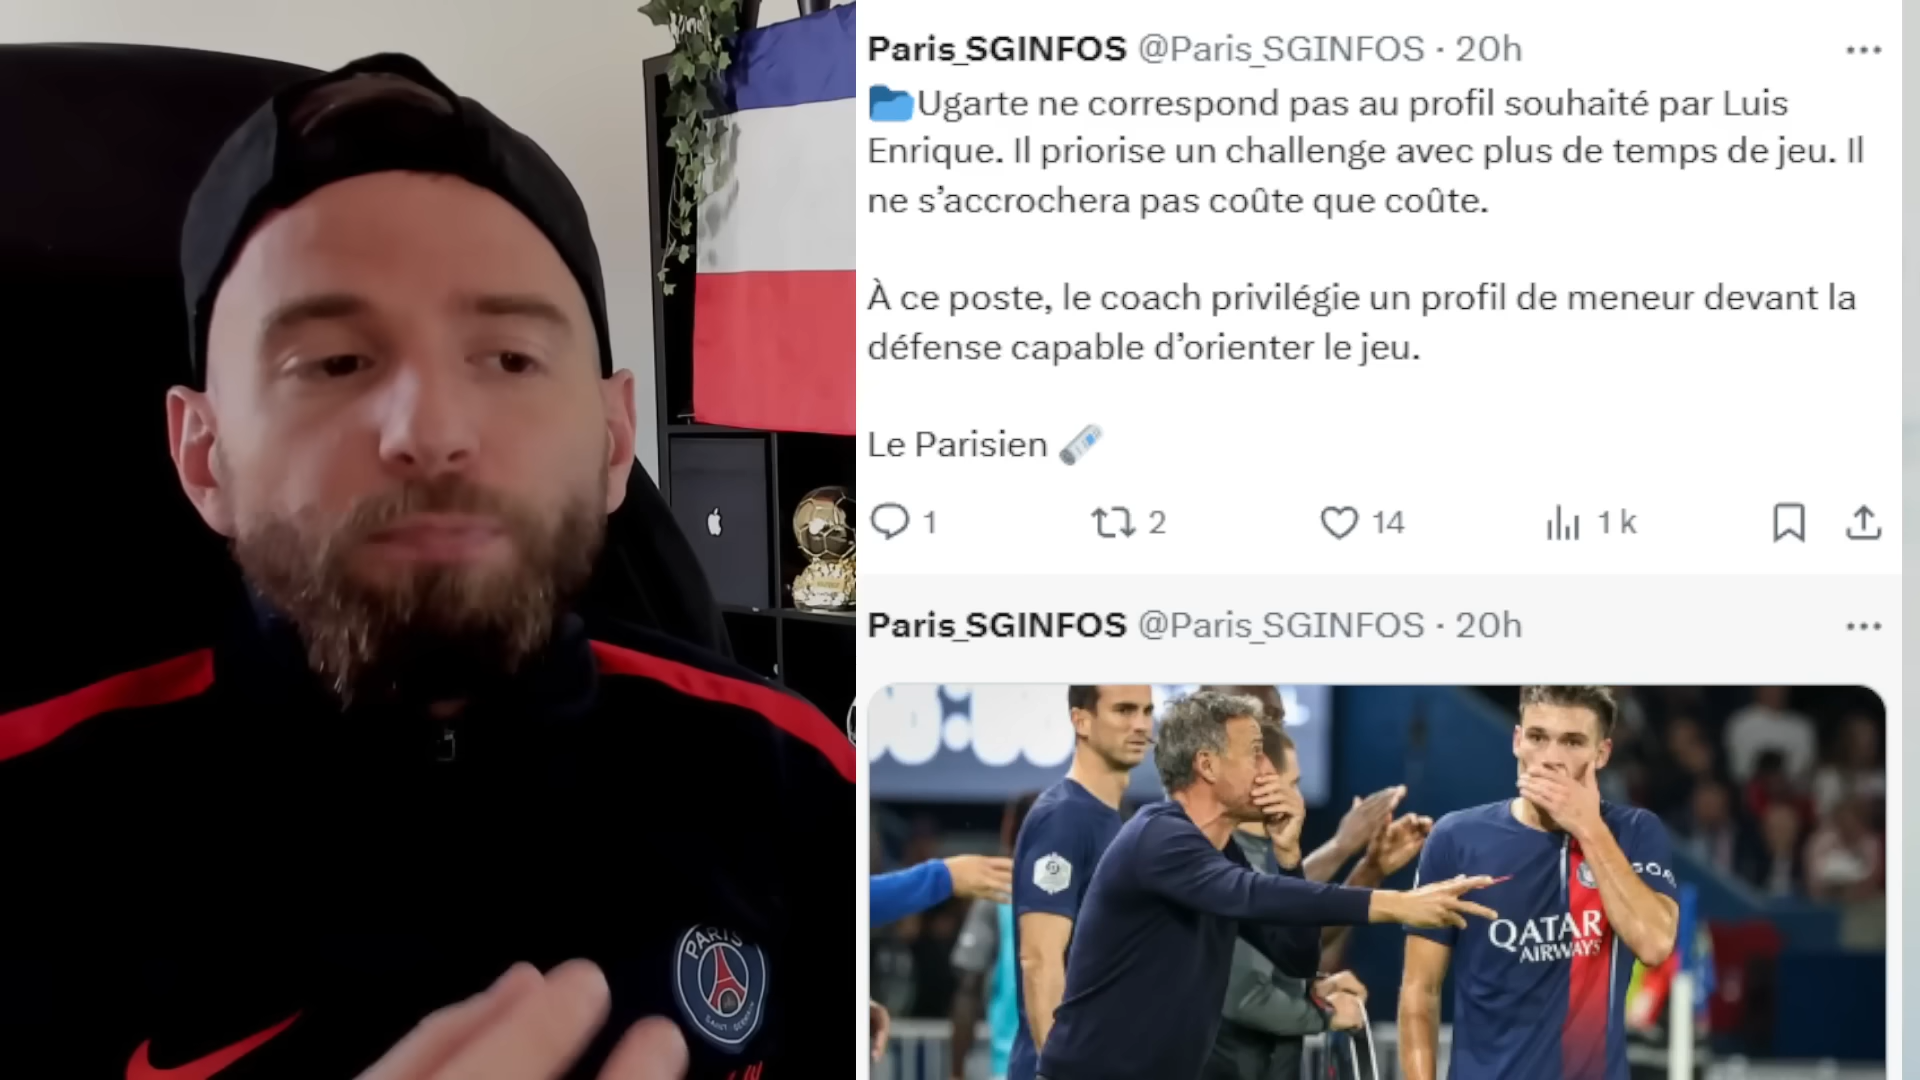 Paris_SGINFOS @Paris_SGINFOS · 20h
Ugarte ne correspond pas au profil souhaité par Luis
Enrique. Il priorise un challenge avec plus de temps de jeu. Il
ne s’accrochera pas coûte que coûte.
À ce poste, le coach privilégie un profil de meneur devant la
défense capable d’orienter le jeu.
Le Parisien
1 2 14 1 k
Paris_SGINFOS @Paris_SGINFOS · 20h
QATAR
AIRWAYS
PARIS
SAINT-GERMAIN